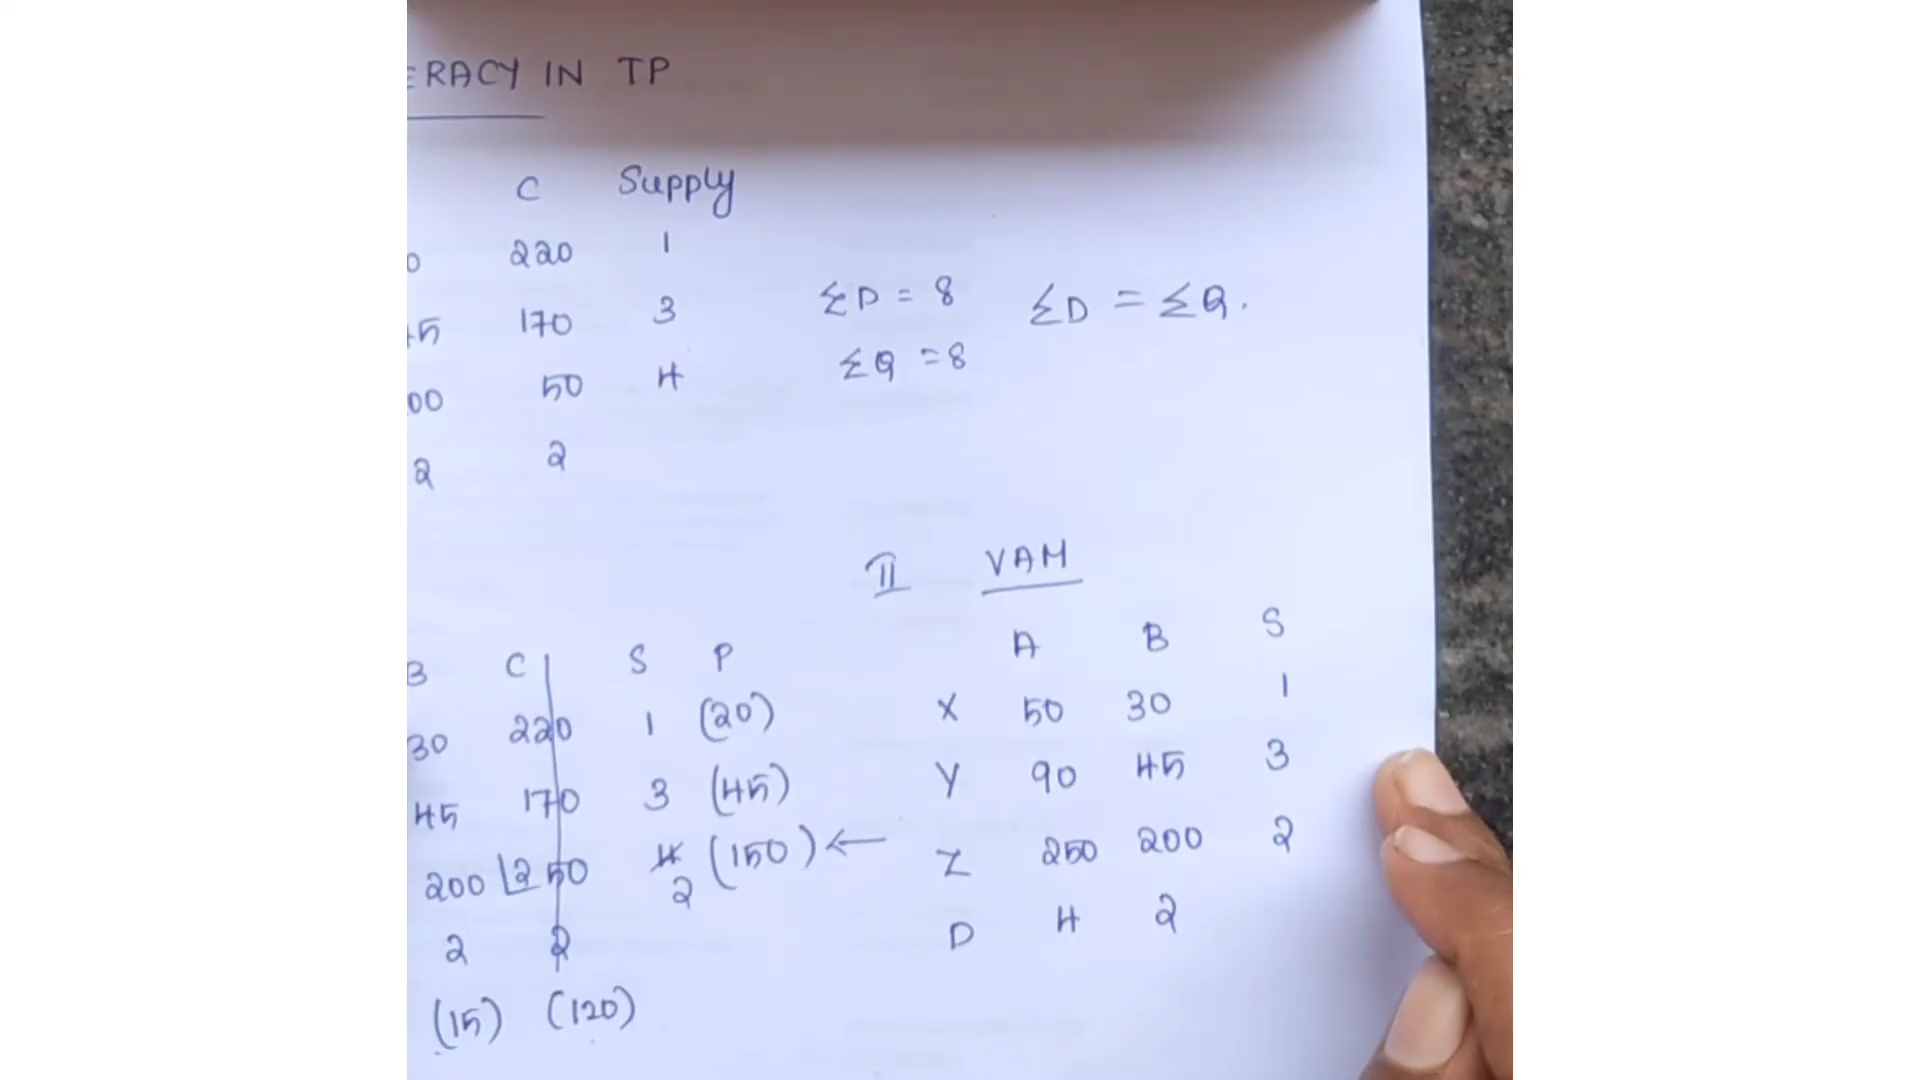 ERACY IN TP
C Supply
0 220 1
45 170 3
00 50 4
2 2
ΣD = 8 ΣD = ΣQ.
ΣQ = 8
II VAM
A B S
X 50 30 1
Y 90 45 3
Z 250 200 2
D 4 2
B C S P
30 220 1 (20)
45 170 3 (45)
200 2 50 4 (150) ←
2
2 2
(15) (120)